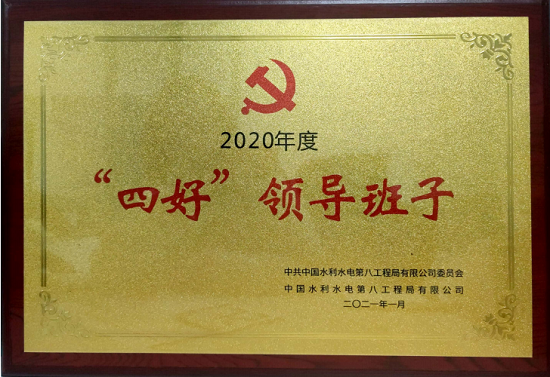 2020年度
“四好”领导班子
中共中国水利水电第八工程局有限公司委员会
中国水利水电第八工程局有限公司
二〇二一年一月